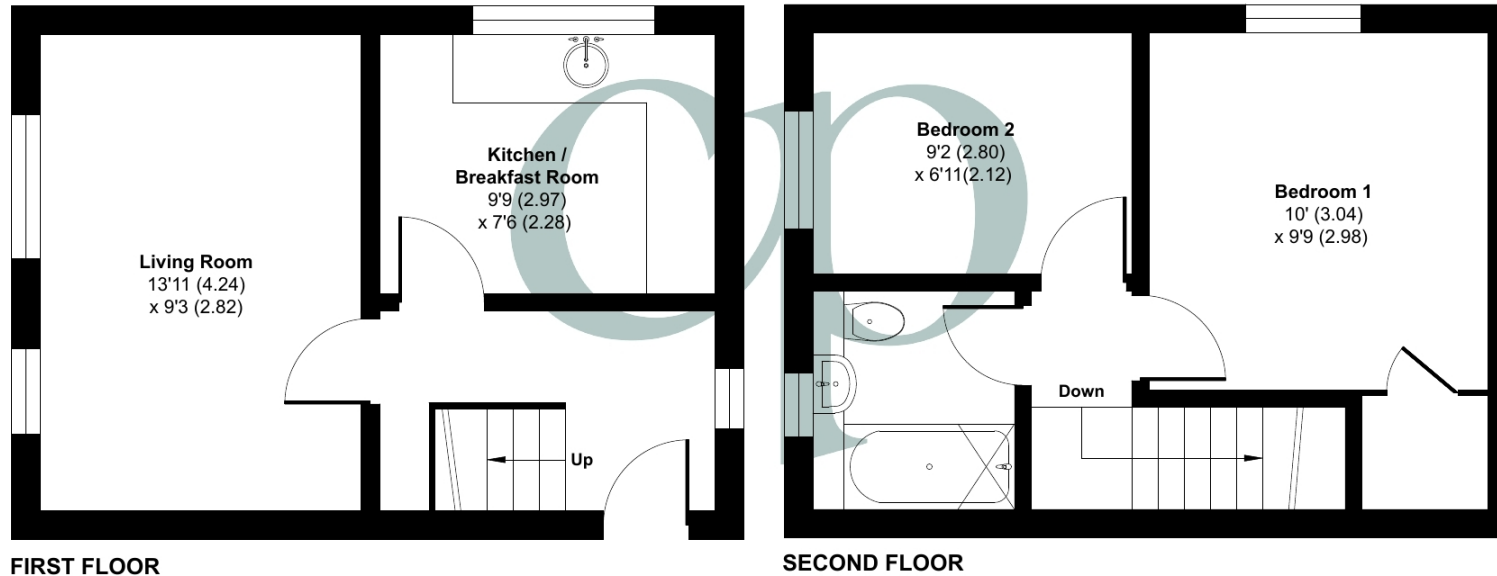 Living Room
13'11 (4.24)
x 9'3 (2.82)
Kitchen /
Breakfast Room
9'9 (2.97)
x 7'6 (2.28)
Up
FIRST FLOOR
Bedroom 2
9'2 (2.80)
x 6'11(2.12)
Bedroom 1
10' (3.04)
x 9'9 (2.98)
Down
SECOND FLOOR
cp